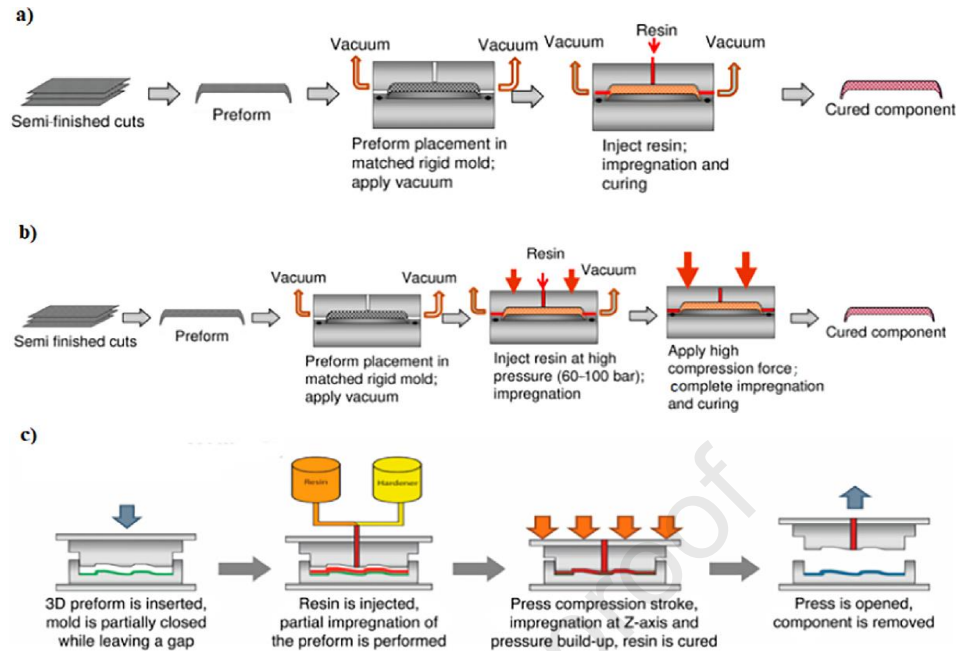 a)
Vacuum
Resin
Vacuum
Vacuum
Vacuum
Semi-finished cuts
Preform
Preform placement in
matched rigid mold;
apply vacuum
Inject resin;
impregnation and
curing
Cured component
b)
Vacuum
Vacuum
Resin
Vacuum
Semi finished cuts
Preform
Preform placement in
matched rigid mold;
apply vacuum
Inject resin at high
pressure (60-100 bar);
impregnation
Apply high
compression force;
complete impregnation
and curing
Cured component
c)
Resin
Hardener
3D preform is inserted,
mold is partially closed
while leaving a gap
Resin is injected,
partial impregnation of
the preform is performed
Press compression stroke,
impregnation at Z-axis and
pressure build-up, resin is cured
Press is opened,
component is removed